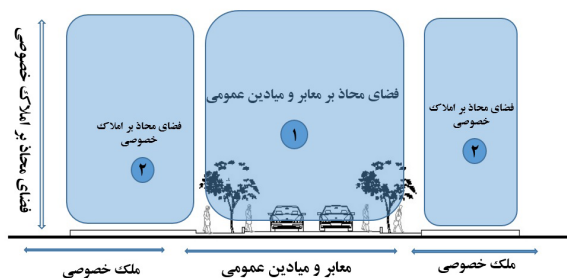 فضای محاذ بر معابر و میادین عمومی
۱
فضای محاذ بر املاک
خصوصی
۲
فضای محاذ بر املاک
خصوصی
۲
فضای محاذ بر املاک خصوصی
ملک خصوصی
معابر و میادین عمومی
ملک خصوصی